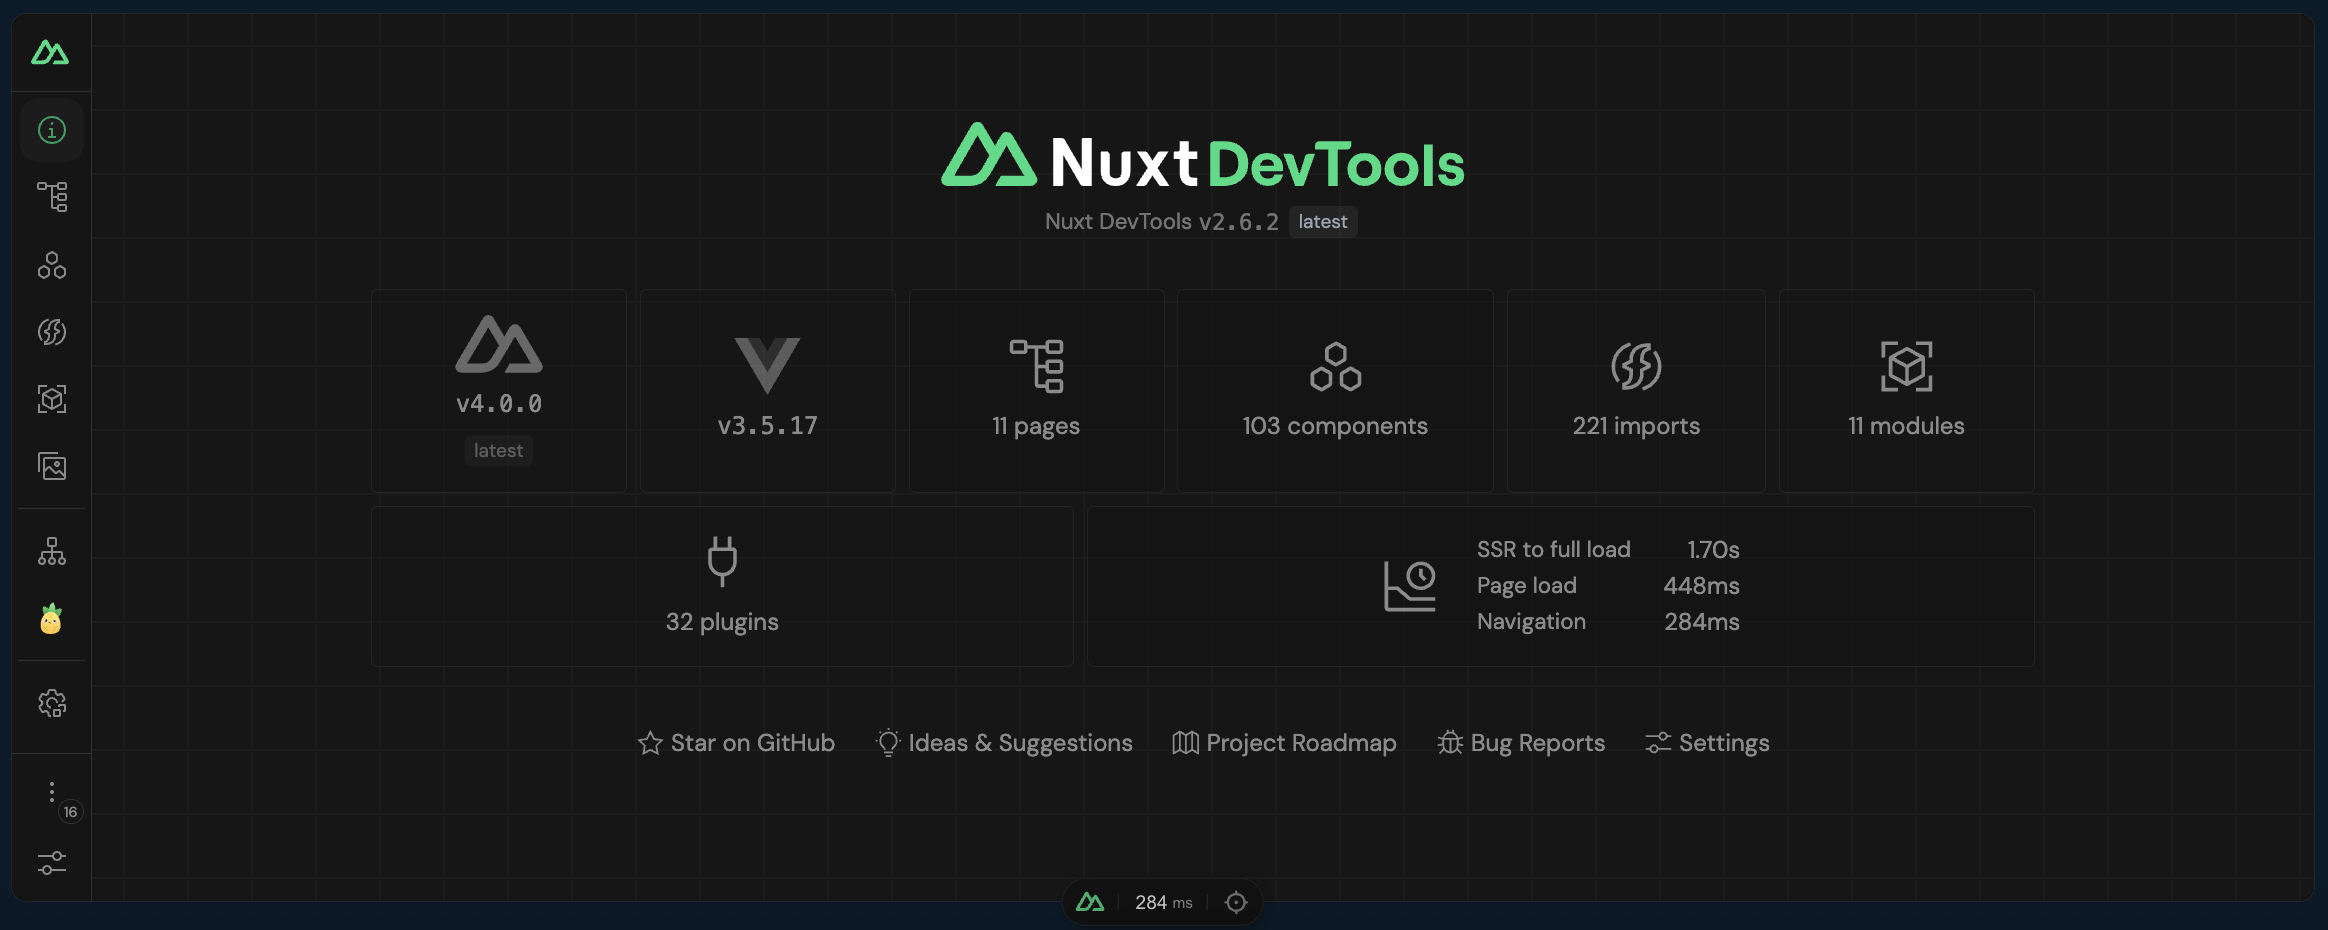 Nuxt DevTools
Nuxt DevTools v2.6.2 latest
v4.0.0
latest
v3.5.17
11 pages
103 components
221 imports
11 modules
32 plugins
SSR to full load 1.70s
Page load 448ms
Navigation 284ms
Star on GitHub Ideas & Suggestions Project Roadmap Bug Reports Settings
16
284 ms